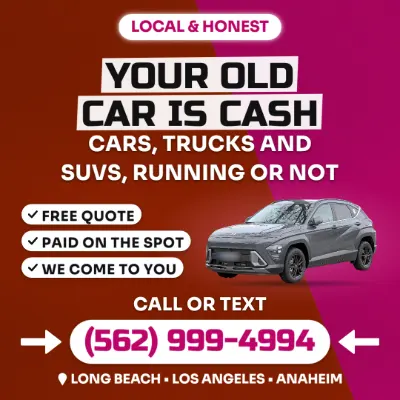 LOCAL & HONEST
YOUR OLD
CAR IS CASH
CARS, TRUCKS AND
SUVS, RUNNING OR NOT
✓ FREE QUOTE
✓ PAID ON THE SPOT
✓ WE COME TO YOU
CALL OR TEXT
(562) 999-4994
LONG BEACH • LOS ANGELES • ANAHEIM